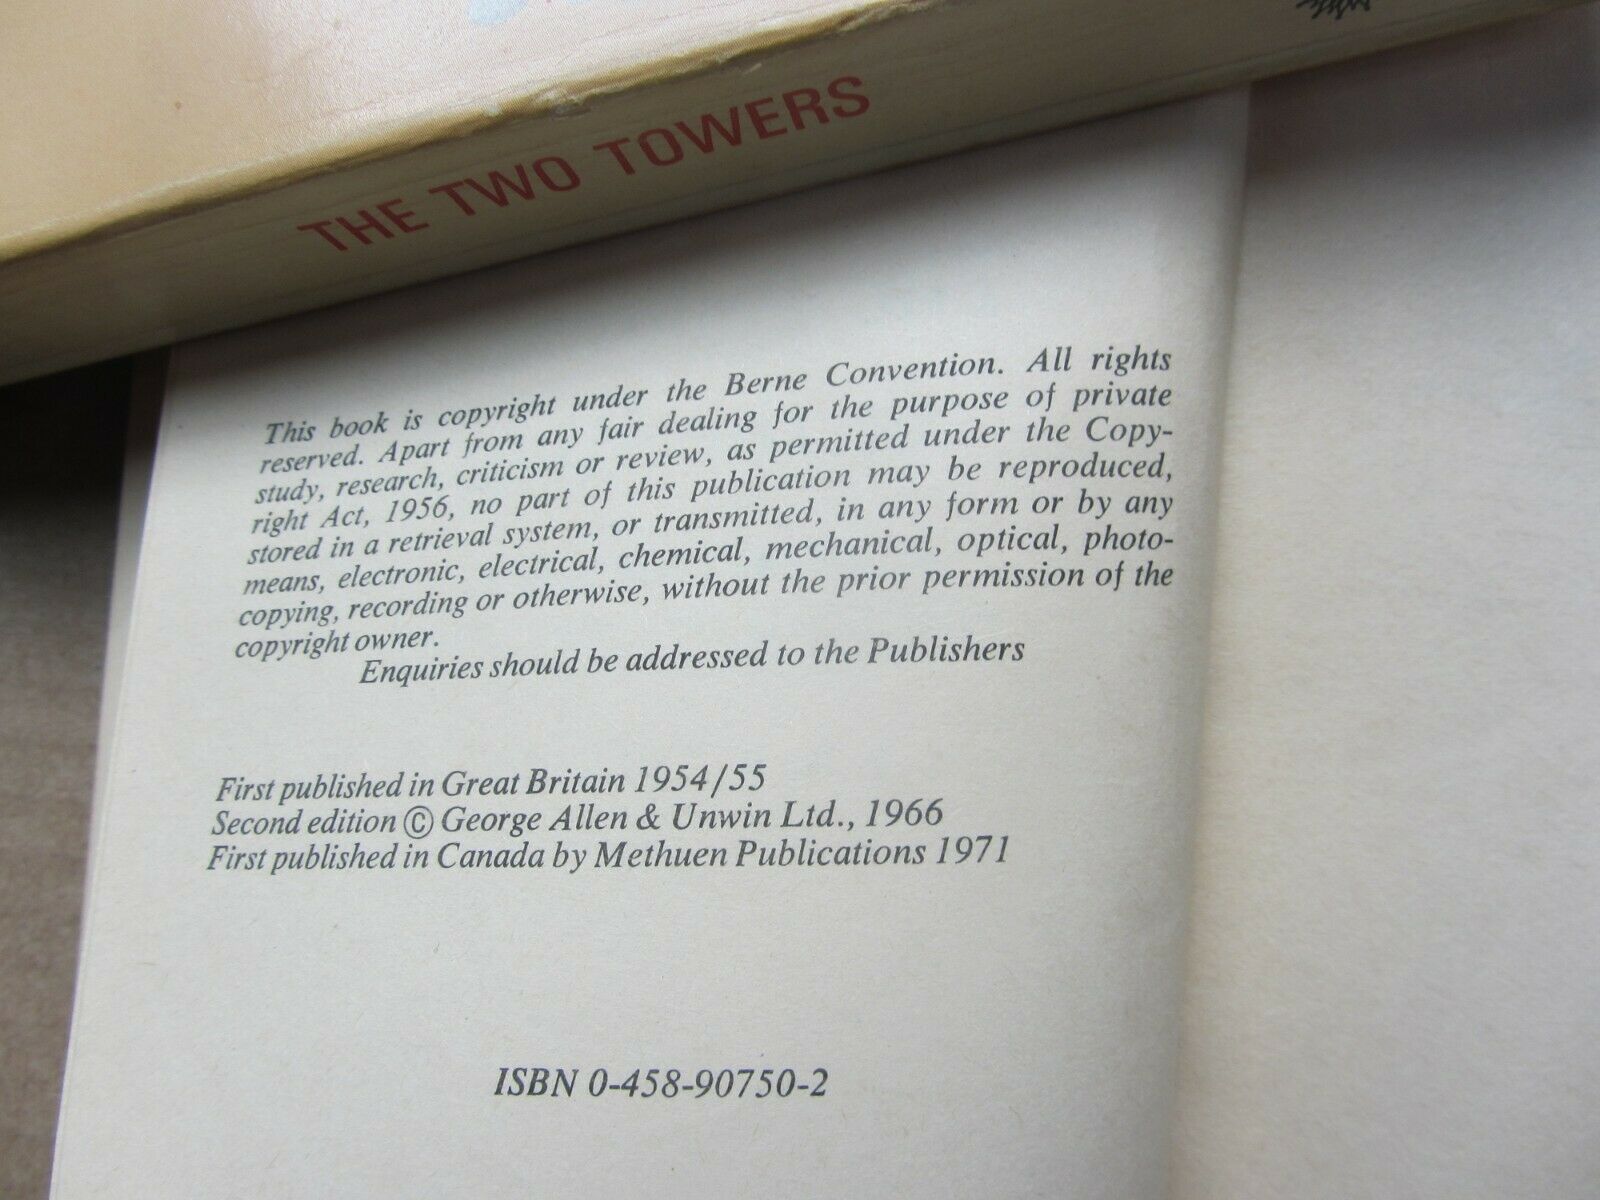 THE TWO TOWERS
This book is copyright under the Berne Convention. All rights
reserved. Apart from any fair dealing for the purpose of private
study, research, criticism or review, as permitted under the Copy-
right Act, 1956, no part of this publication may be reproduced,
stored in a retrieval system, or transmitted, in any form or by any
means, electronic, electrical, chemical, mechanical, optical, photo-
copying, recording or otherwise, without the prior permission of the
copyright owner.
Enquiries should be addressed to the Publishers
First published in Great Britain 1954/55
Second edition © George Allen & Unwin Ltd., 1966
First published in Canada by Methuen Publications 1971
ISBN 0-458-90750-2